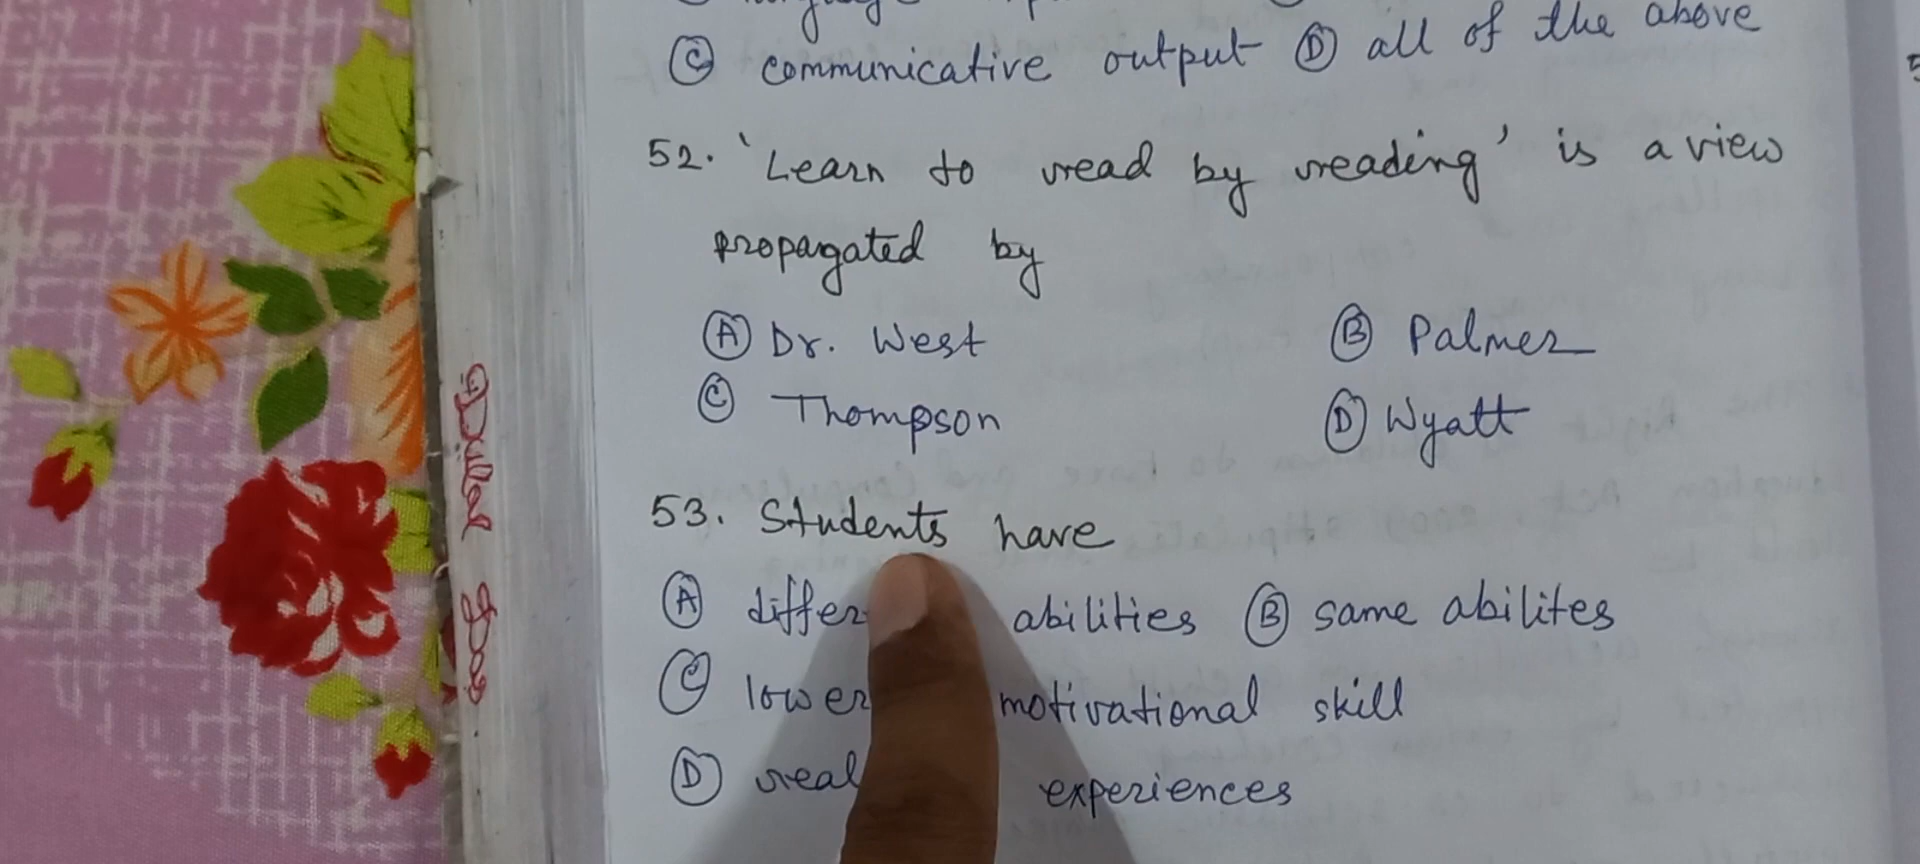 © communicative output Ⓓ all of the above
52. 'Learn to read by reading' is a view
propagated by
Ⓐ Dr. West Ⓑ Palmer
© Thompson Ⓓ Wyatt
53. Students have
Ⓐ abilities Ⓑ same abilites
© lower motivational skill
Ⓓ experiences